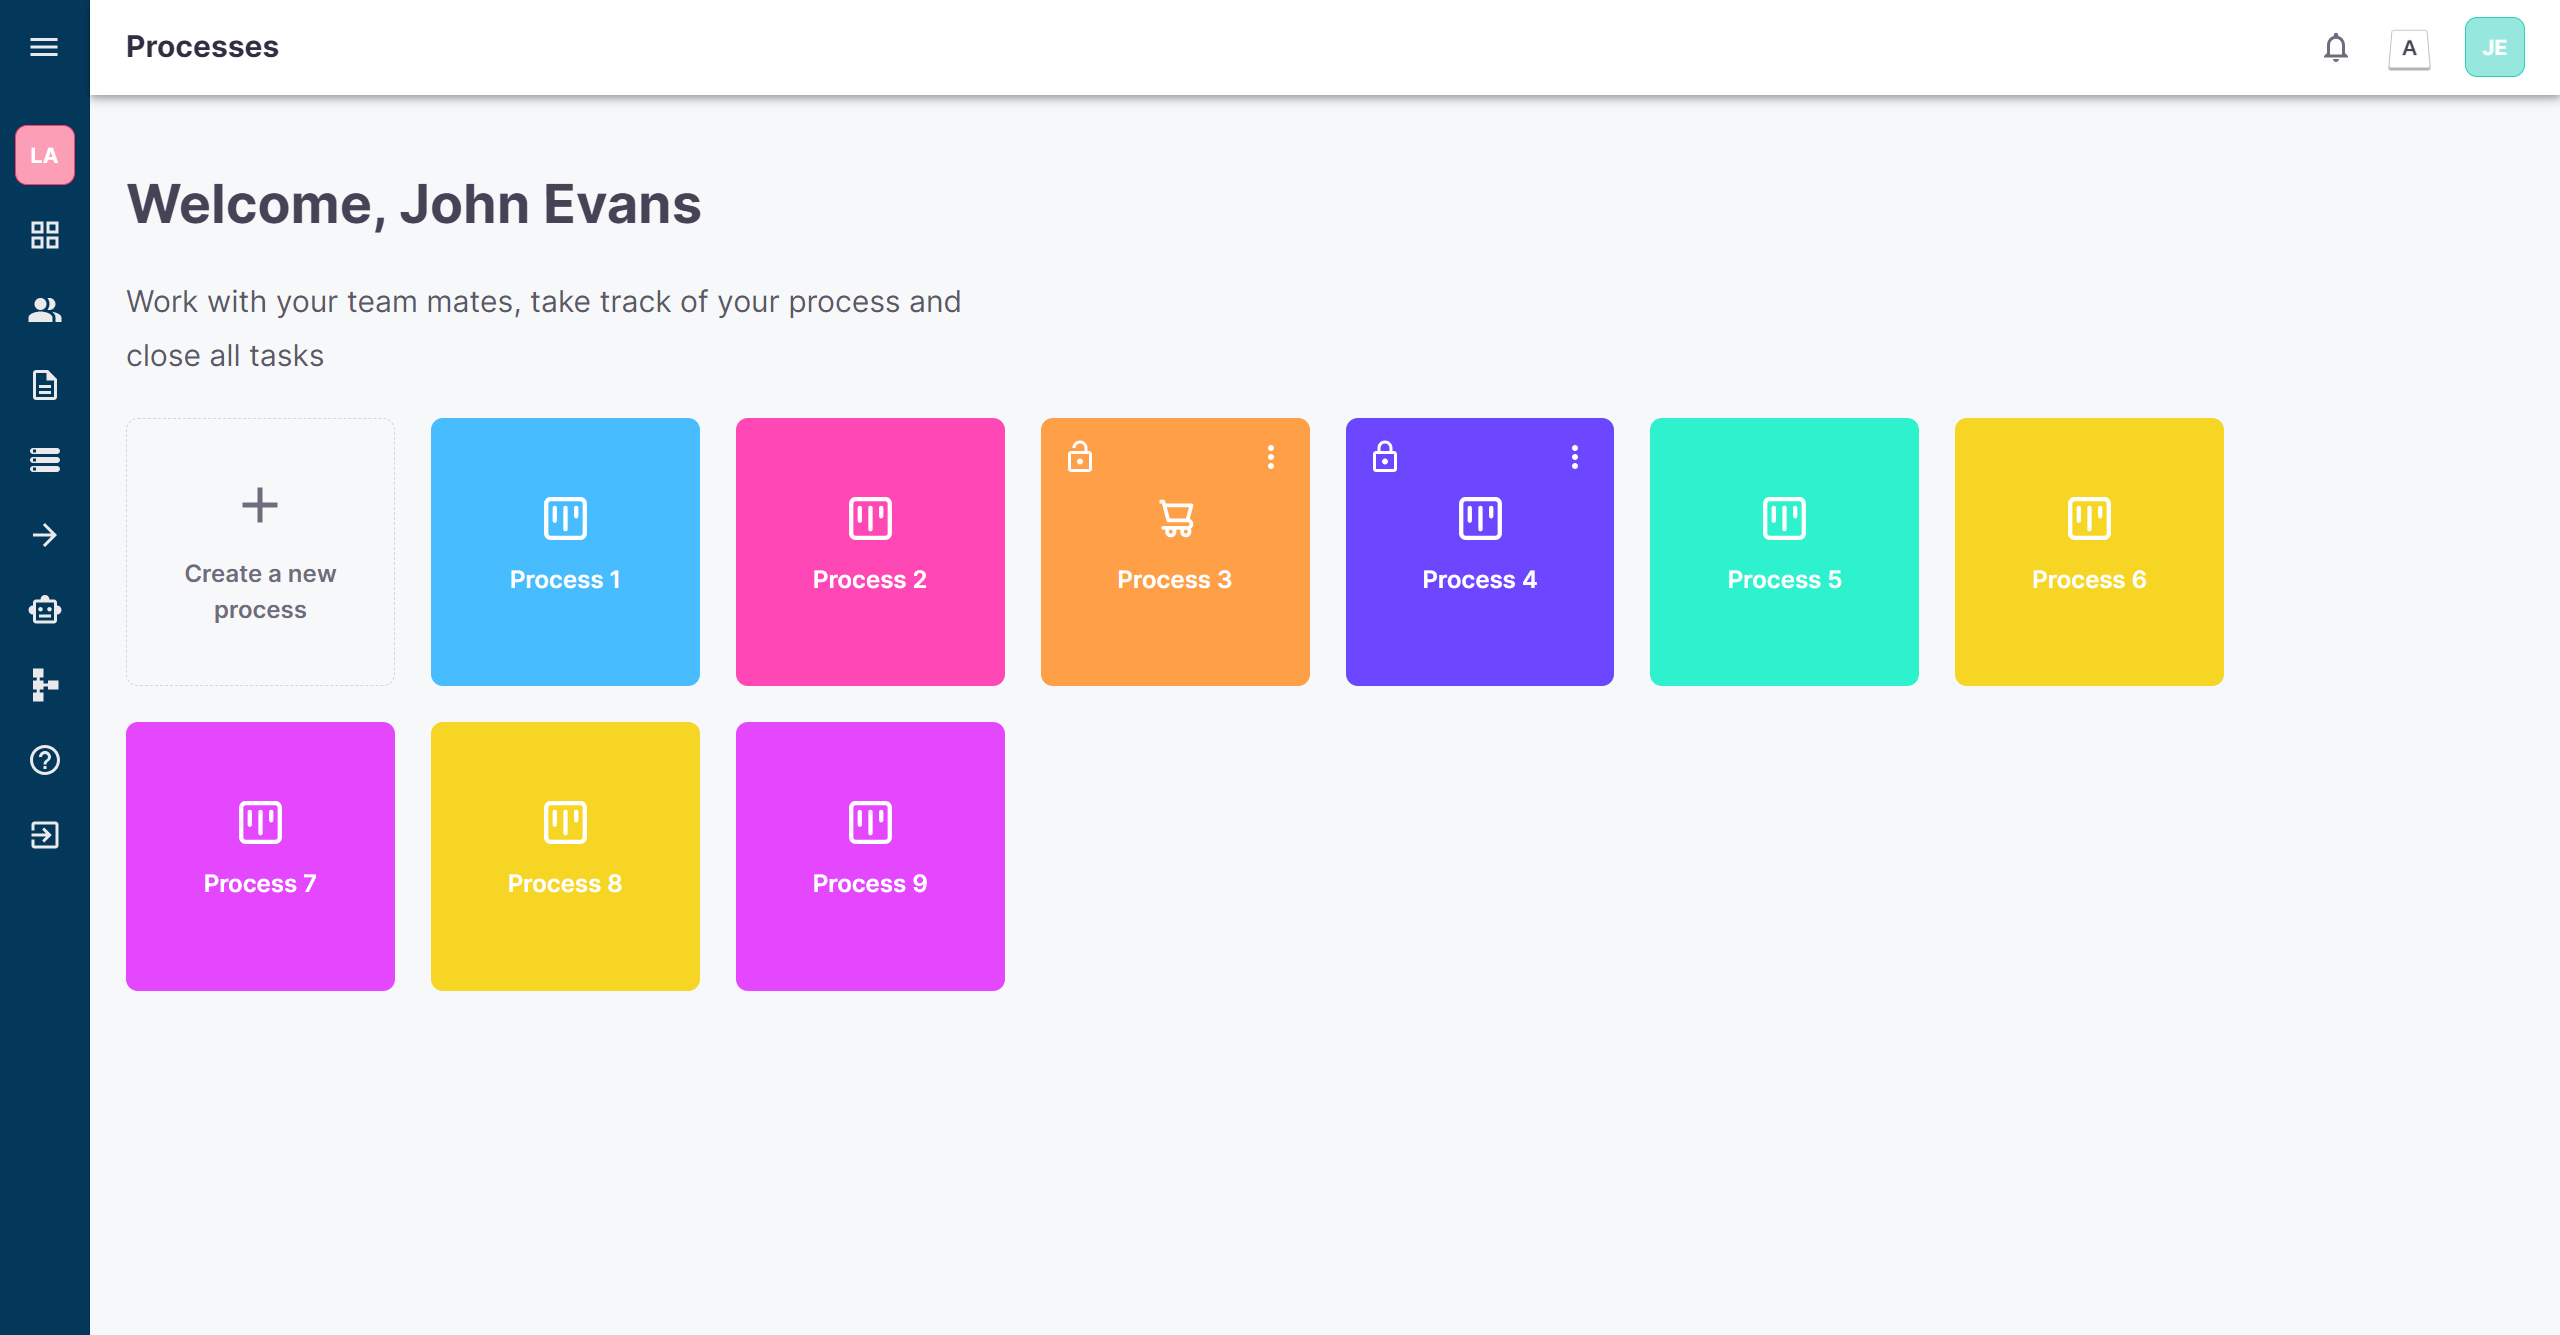 Processes
A
JE
LA
Welcome, John Evans
Work with your team mates, take track of your process and
close all tasks
Create a new
process
Process 1
Process 2
Process 3
Process 4
Process 5
Process 6
Process 7
Process 8
Process 9